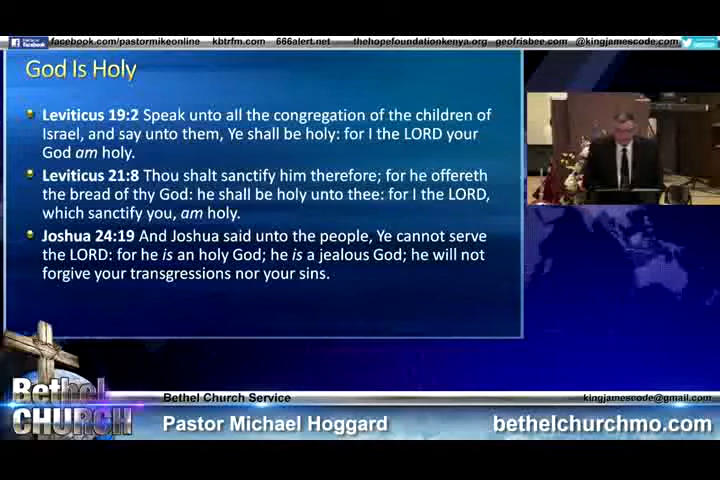 facebook.com/pastormikeonline kbtrfm.com 666alert.net thehopefoundationkenya.org geofrisbee.com @kingjamescode.com
God Is Holy
Leviticus 19:2 Speak unto all the congregation of the children of
Israel, and say unto them, Ye shall be holy: for I the LORD your
God am holy.
Leviticus 21:8 Thou shalt sanctify him therefore; for he offereth
the bread of thy God: he shall be holy unto thee: for I the LORD,
which sanctify you, am holy.
Joshua 24:19 And Joshua said unto the people, Ye cannot serve
the LORD: for he is an holy God; he is a jealous God; he will not
forgive your transgressions nor your sins.
Bethel
CHURCH
Bethel Church Service
kingjamescode@gmail.com
Pastor Michael Hoggard
bethelchurchmo.com